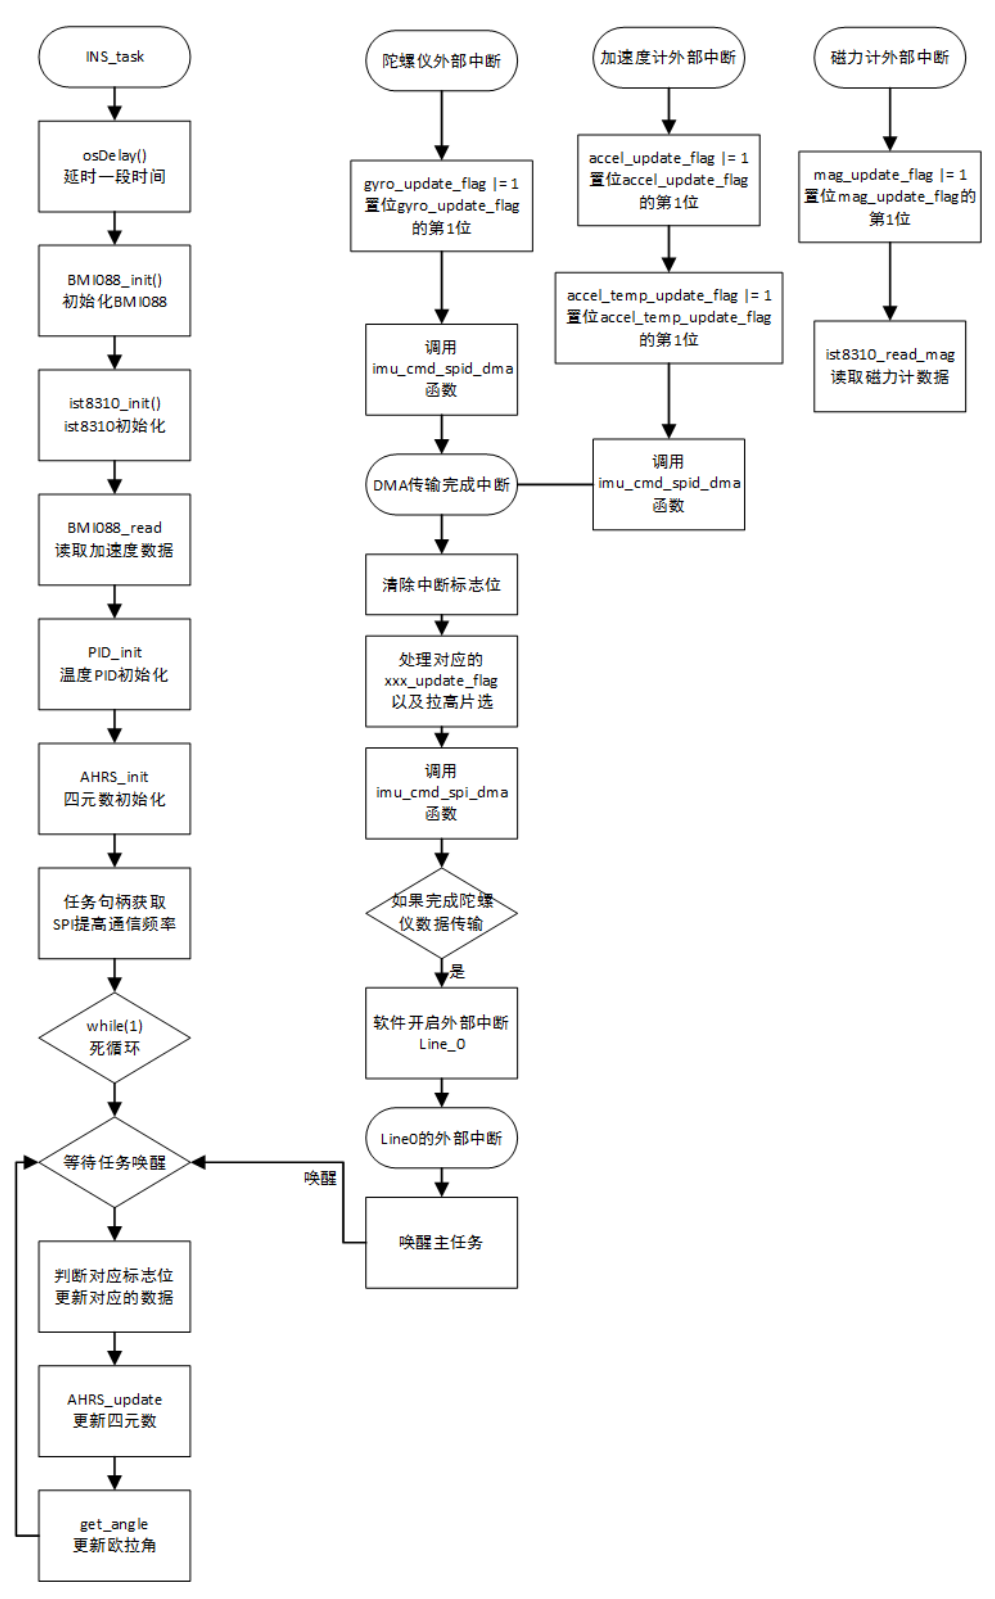 INS_task
osDelay()
延时一段时间
BMI088_init()
初始化BMI088
ist8310_init()
ist8310初始化
BMI088_read
读取加速度数据
PID_init
温度PID初始化
AHRS_init
四元数初始化
任务句柄获取
SPI提高通信频率
while(1)
死循环
等待任务唤醒
判断对应标志位
更新对应的数据
AHRS_update
更新四元数
get_angle
更新欧拉角
陀螺仪外部中断
gyro_update_flag |= 1
置位gyro_update_flag
的第1位
调用
imu_cmd_spid_dma
函数
DMA传输完成中断
清除中断标志位
处理对应的
xxx_update_flag
以及拉高片选
调用
imu_cmd_spi_dma
函数
如果完成陀螺
仪数据传输
是
软件开启外部中断
Line_0
Line0的外部中断
唤醒主任务
唤醒
加速度计外部中断
accel_update_flag |= 1
置位accel_update_flag
的第1位
accel_temp_update_flag |= 1
置位accel_temp_update_flag
的第1位
调用
imu_cmd_spid_dma
函数
磁力计外部中断
mag_update_flag |= 1
置位mag_update_flag的
第1位
ist8310_read_mag
读取磁力计数据